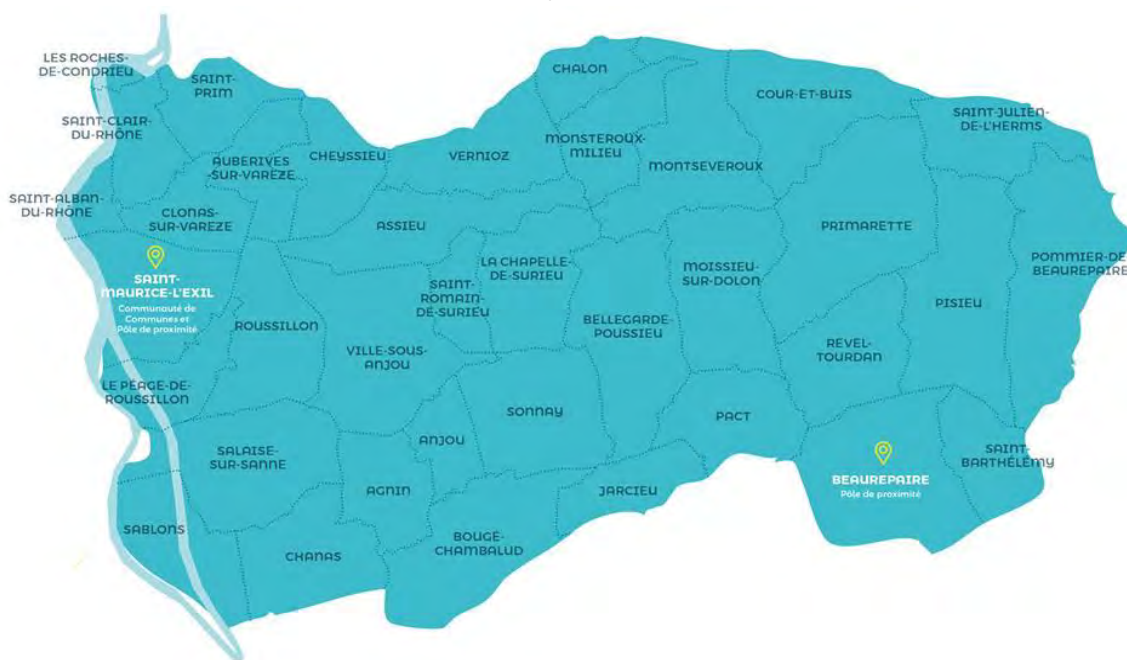 LES ROCHES-
DE-CONDRIEU
SAINT-
PRIM
CHALON
COUR-ET-BUIS
SAINT-JULIEN-
DE-L'HERMS
SAINT-CLAIR-
DU-RHÔNE
AUBERIVES
-SUR-VARÈZE
CHEYSSIEU
VERNIOZ
MONSTEROUX-
MILIEU
MONTSEVEROUX
SAINT-ALBAN-
DU-RHÔNE
CLONAS-
SUR-VAREZE
ASSIEU
PRIMARETTE
LA CHAPELLE-
DE-SURIEU
MOISSIEU-
SUR-DOLON
POMMIER-DE-
BEAUREPAIRE
SAINT-
MAURICE-L'EXIL
Communauté de
Communes et
Pôle de proximité
SAINT-
ROMAIN-
DE-SURIEU
PISIEU
ROUSSILLON
BELLEGARDE-
POUSSIEU
VILLE-SOUS-
ANJOU
REVEL-
TOURDAN
LE PÉAGE-DE-
ROUSSILLON
SONNAY
PACT
ANJOU
SALAISE-
SUR-SANNE
SAINT-
BARTHÉLÉMY
BEAUREPAIRE
Pôle de proximité
AGNIN
JARCIEU
SABLONS
BOUGÉ-
CHAMBALUD
CHANAS